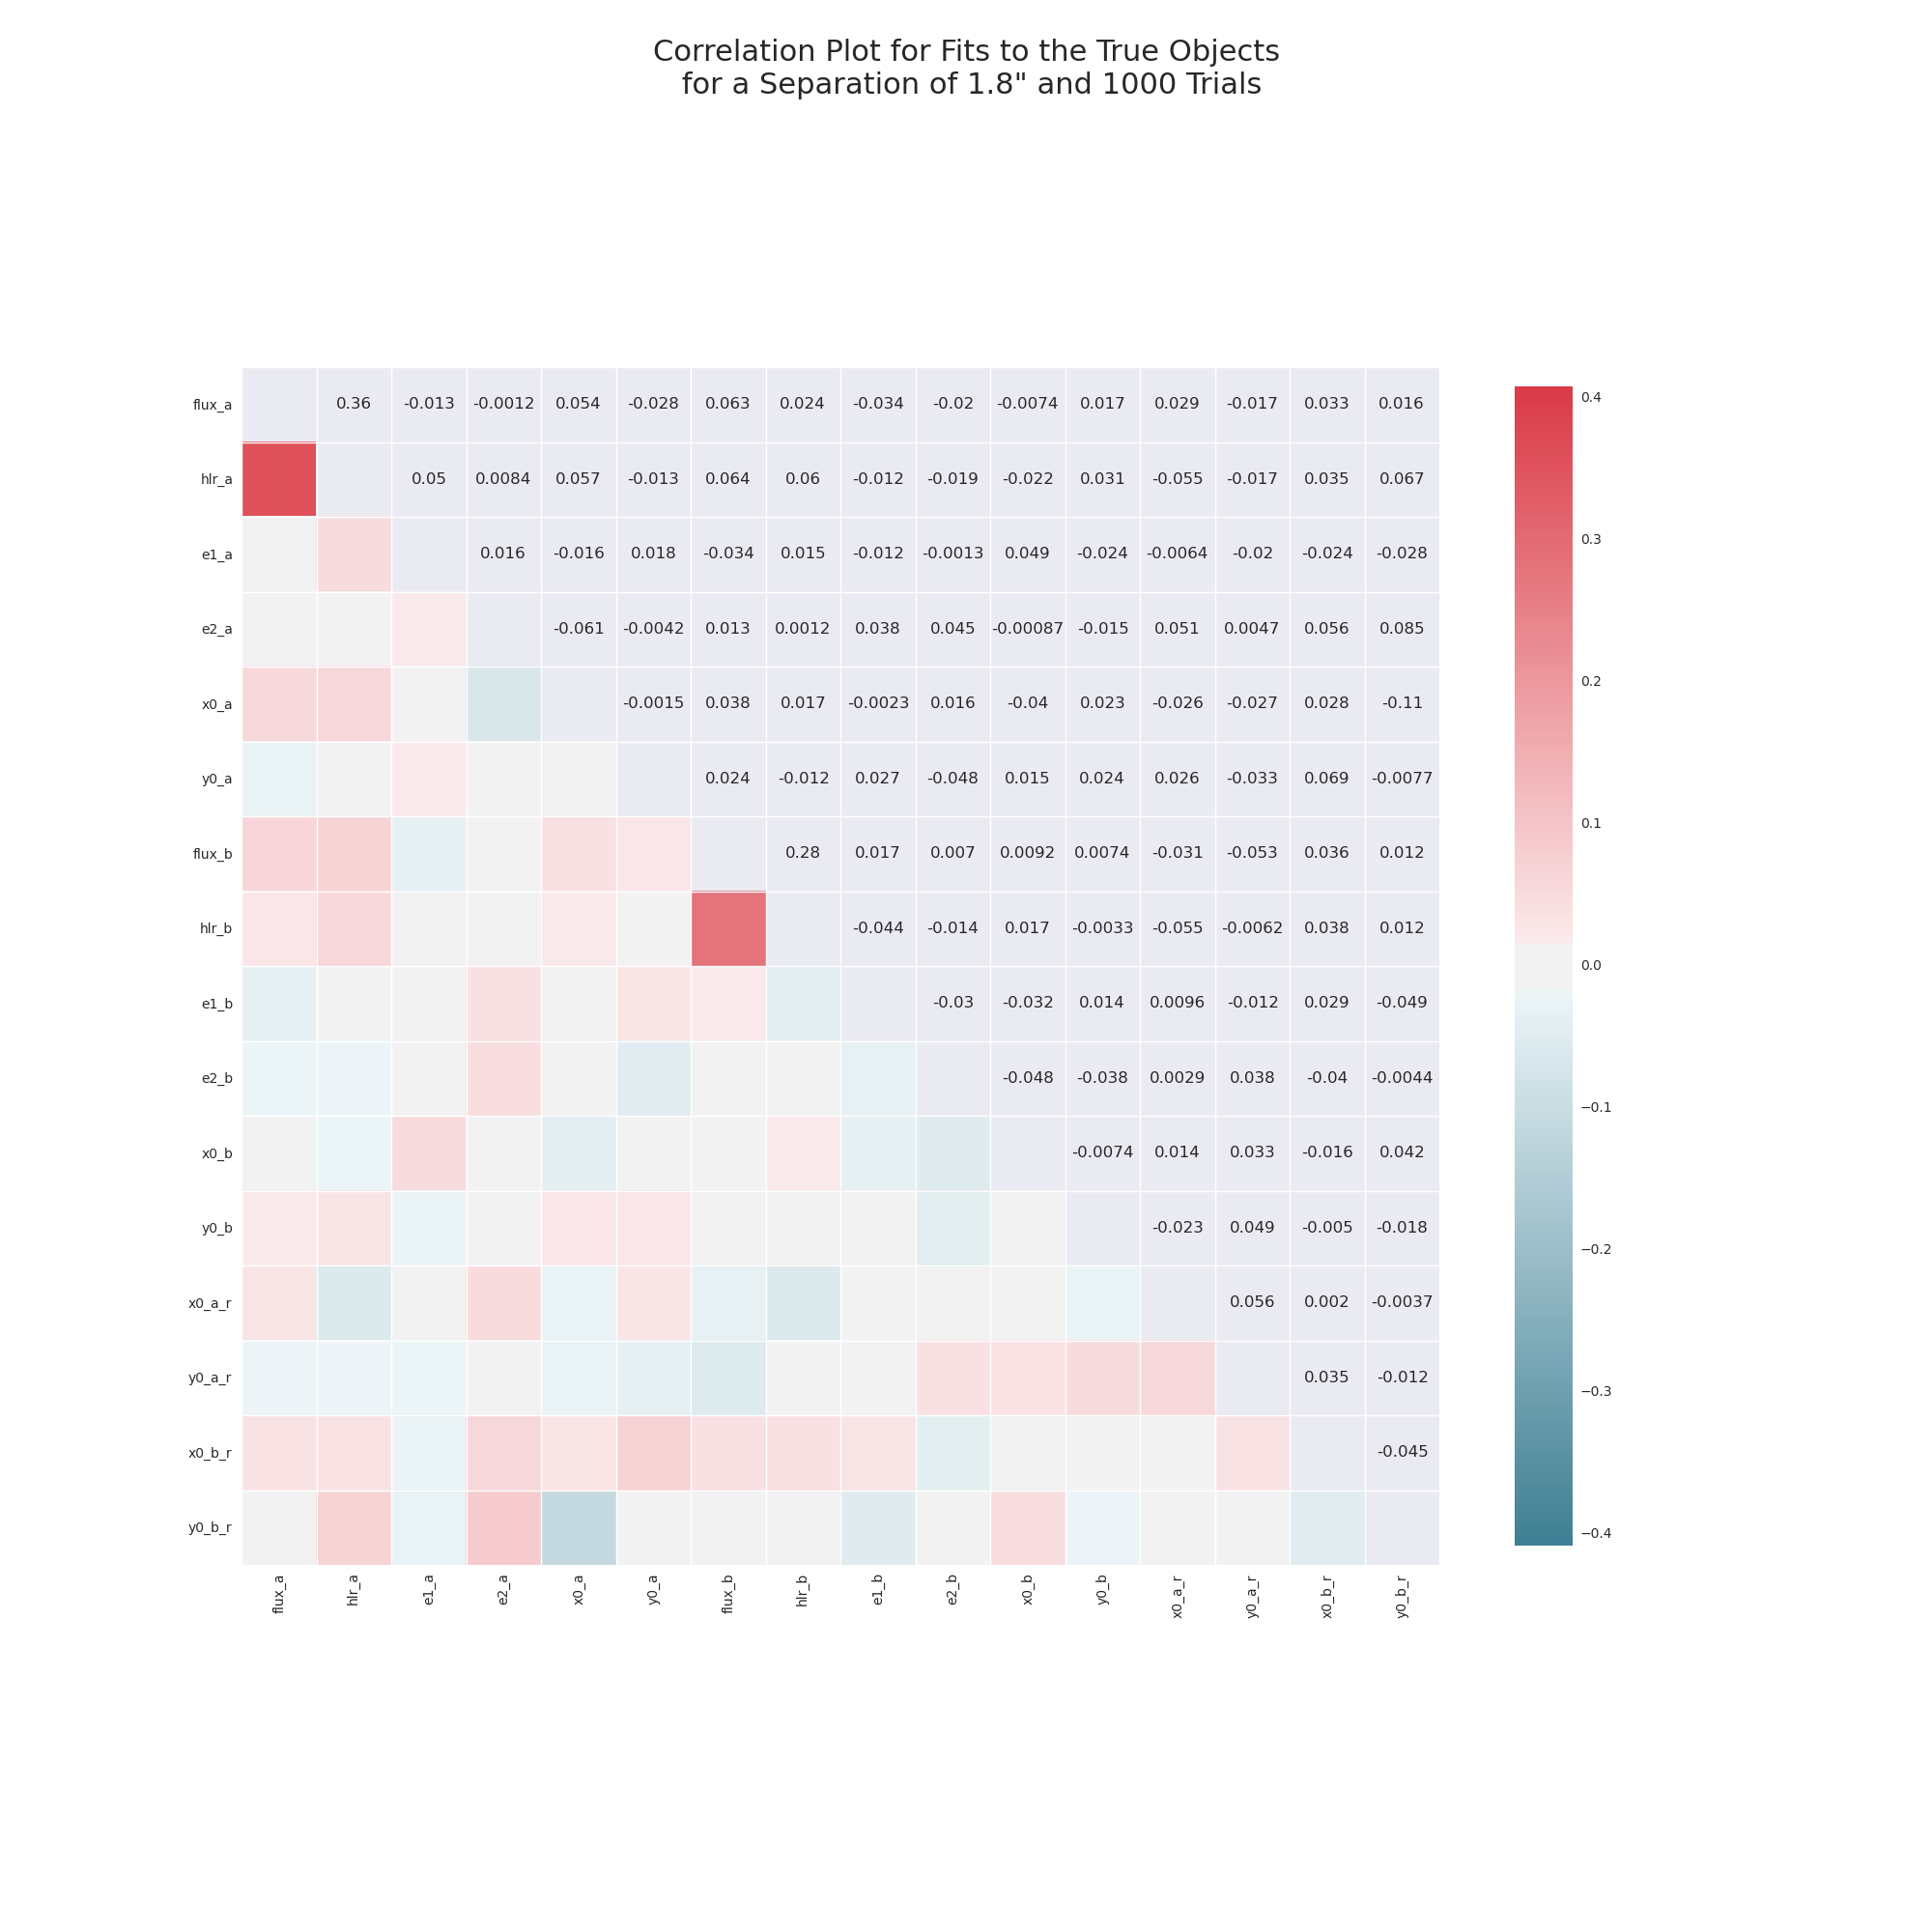 Correlation Plot for Fits to the True Objects
for a Separation of 1.8" and 1000 Trials
flux_a 0.36 -0.013 -0.0012 0.054 -0.028 0.063 0.024 -0.034 -0.02 -0.0074 0.017 0.029 -0.017 0.033 0.016
hlr_a 0.05 0.0084 0.057 -0.013 0.064 0.06 -0.012 -0.019 -0.022 0.031 -0.055 -0.017 0.035 0.067
e1_a 0.016 -0.016 0.018 -0.034 0.015 -0.012 -0.0013 0.049 -0.024 -0.0064 -0.02 -0.024 -0.028
e2_a -0.061 -0.0042 0.013 0.0012 0.038 0.045 -0.00087 -0.015 0.051 0.0047 0.056 0.085
x0_a -0.0015 0.038 0.017 -0.0023 0.016 -0.04 0.023 -0.026 -0.027 0.028 -0.11
y0_a 0.024 -0.012 0.027 -0.048 0.015 0.024 0.026 -0.033 0.069 -0.0077
flux_b 0.28 0.017 0.007 0.0092 0.0074 -0.031 -0.053 0.036 0.012
hlr_b -0.044 -0.014 0.017 -0.0033 -0.055 -0.0062 0.038 0.012
e1_b -0.03 -0.032 0.014 0.0096 -0.012 0.029 -0.049
e2_b -0.048 -0.038 0.0029 0.038 -0.04 -0.0044
x0_b -0.0074 0.014 0.033 -0.016 0.042
y0_b -0.023 0.049 -0.005 -0.018
x0_a_r 0.056 0.002 -0.0037
y0_a_r 0.035 -0.012
x0_b_r -0.045
y0_b_r
flux_a hlr_a e1_a e2_a x0_a y0_a flux_b hlr_b e1_b e2_b x0_b y0_b x0_a_r y0_a_r x0_b_r y0_b_r
0.4
0.3
0.2
0.1
0.0
−0.1
−0.2
−0.3
−0.4